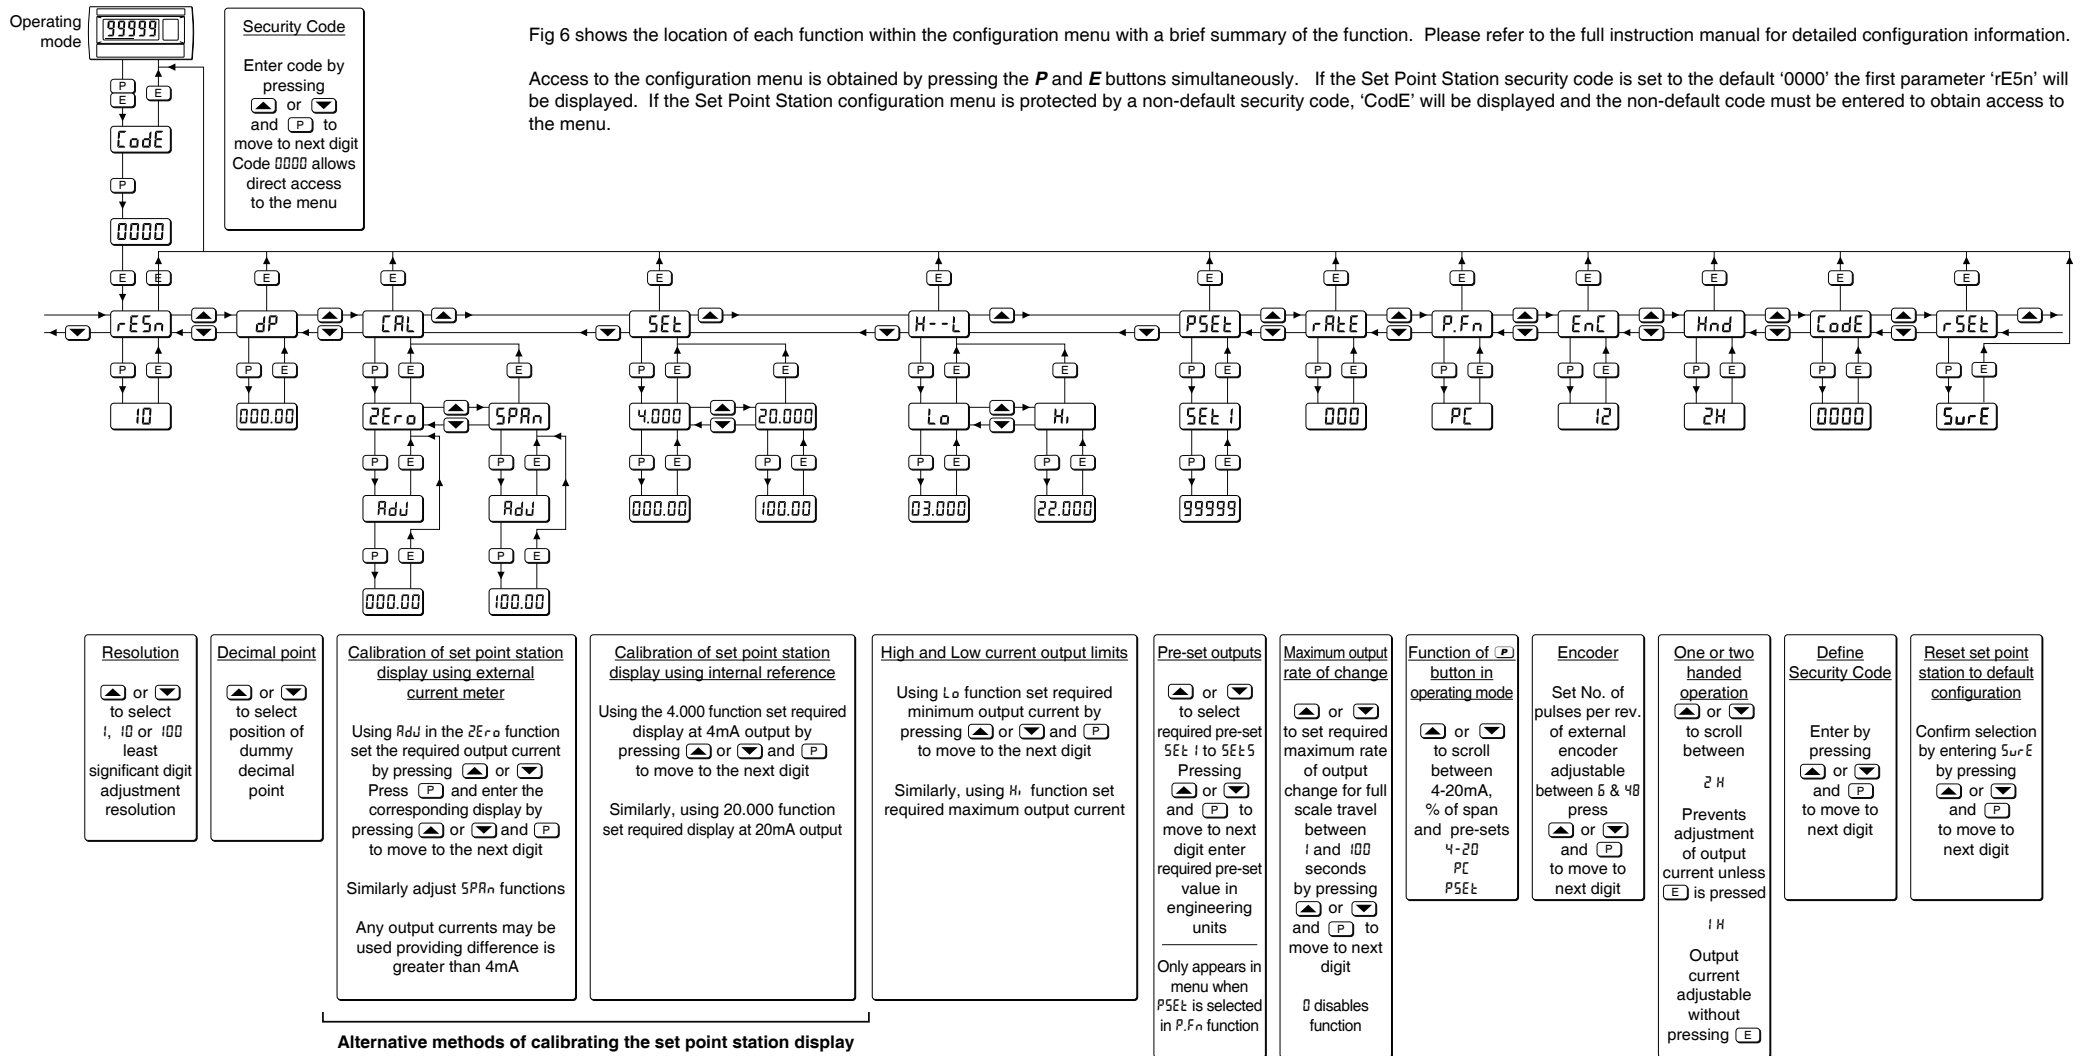 Operating
mode
99999
Security Code
Enter code by
pressing
▲ or ▼
and P to
move to next digit
Code 0000 allows
direct access
to the menu
Fig 6 shows the location of each function within the configuration menu with a brief summary of the function. Please refer to the full instruction manual for detailed configuration information.
Access to the configuration menu is obtained by pressing the P and E buttons simultaneously. If the Set Point Station security code is set to the default ‘0000’ the first parameter ‘rE5n’ will
be displayed. If the Set Point Station configuration menu is protected by a non-default security code, ‘CodE’ will be displayed and the non-default code must be entered to obtain access to
the menu.
P
E E
CodE
P
0000
E E E E E E E E E E E E E
rESn ▲ ▼ dP ▲ ▼ CAL ▲ ▼ SEt ▲ ▼ H--L ▲ ▼ PSEt ▲ ▼ rAtE ▲ ▼ P.Fn ▲ ▼ EnC ▲ ▼ Hnd ▲ ▼ CodE ▲ ▼ rSEt ▲
▼
P E P E P E E P E P E P E E P E P E P E P E P E P E P E
10 000.00 ZEro ▲ ▼ SPAn 4.000 ▲ ▼ 20.000 Lo ▲ ▼ Hi SEt 1 000 PC 12 2H 0000 SurE
P E P E P E P E P E P E P E
AdJ AdJ 000.00 100.00 03.000 22.000 99999
P E P E
000.00 100.00
Resolution
▲ or ▼
to select
1, 10 or 100
least
significant digit
adjustment
resolution
Decimal point
▲ or ▼
to select
position of
dummy
decimal
point
Calibration of set point station
display using external
current meter
Using AdJ in the ZEro function
set the required output current
by pressing ▲ or ▼
Press P and enter the
corresponding display by
pressing ▲ or ▼ and P
to move to the next digit
Similarly adjust SPAn functions
Any output currents may be
used providing difference is
greater than 4mA
Calibration of set point station
display using internal reference
Using the 4.000 function set required
display at 4mA output by
pressing ▲ or ▼ and P
to move to the next digit
Similarly, using 20.000 function
set required display at 20mA output
High and Low current output limits
Using Lo function set required
minimum output current by
pressing ▲ or ▼ and P
to move to the next digit
Similarly, using Hi function set
required maximum output current
Pre-set outputs
▲ or ▼
to select
required pre-set
SEt 1 to SEt5
Pressing
▲ or ▼
and P to
move to next
digit enter
required pre-set
value in
engineering
units
Only appears in
menu when
PSEt is selected
in P.Fn function
Maximum output
rate of change
▲ or ▼
to set required
maximum rate
of output
change for full
scale travel
between
1 and 100
seconds
by pressing
▲ or ▼
and P to
move to next
digit
0 disables
function
Function of P
button in
operating mode
▲ or ▼
to scroll
between
4-20mA,
% of span
and pre-sets
4-20
PC
PSEt
Encoder
Set No. of
pulses per rev.
of external
encoder
adjustable
between 6 & 48
press
▲ or ▼
and P
to move to
next digit
One or two
handed
operation
▲ or ▼
to scroll
between
2 H
Prevents
adjustment
of output
current unless
E is pressed
1 H
Output
current
adjustable
without
pressing E
Define
Security Code
Enter by
pressing
▲ or ▼
and P
to move to
next digit
Reset set point
station to default
configuration
Confirm selection
by entering SurE
by pressing
▲ or ▼
and P
to move to
next digit
Alternative methods of calibrating the set point station display